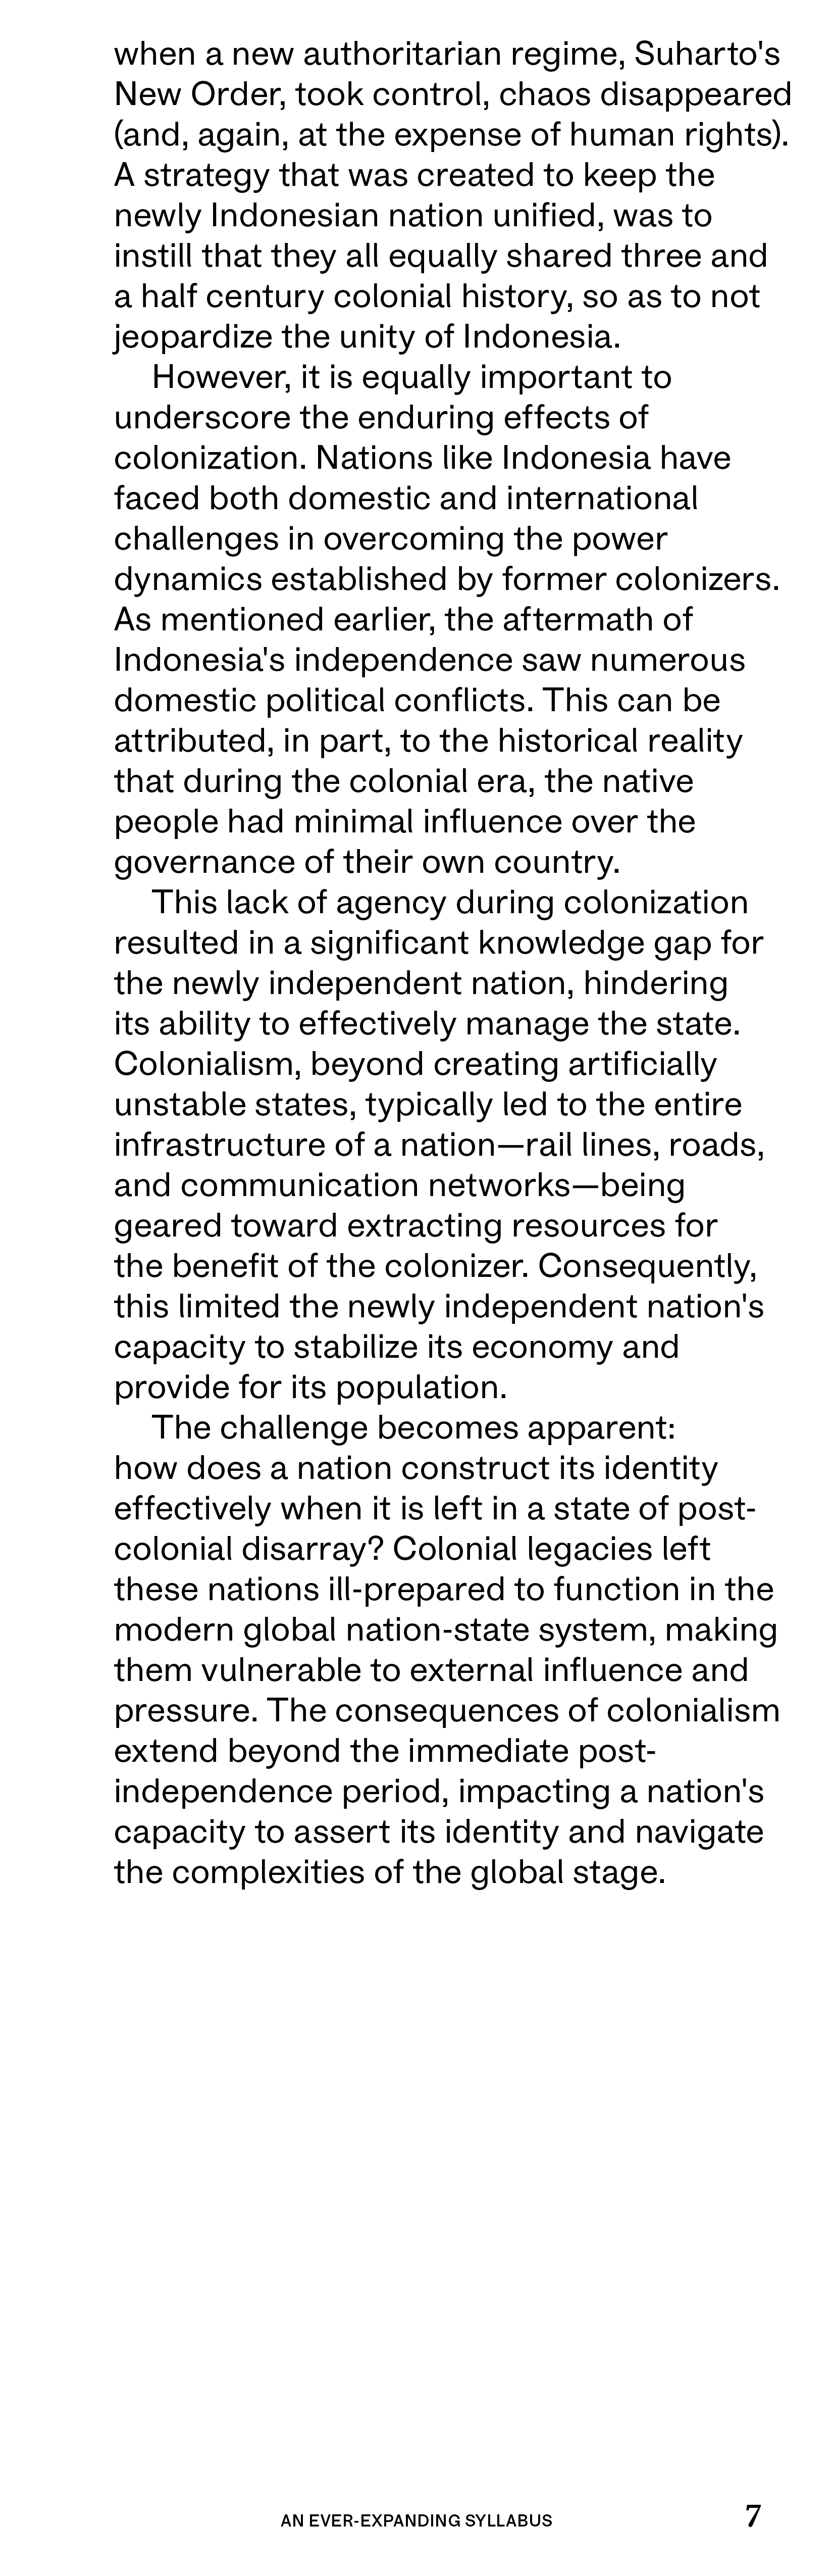 when a new authoritarian regime, Suharto's
New Order, took control, chaos disappeared
(and, again, at the expense of human rights).
A strategy that was created to keep the
newly Indonesian nation unified, was to
instill that they all equally shared three and
a half century colonial history, so as to not
jeopardize the unity of Indonesia.
However, it is equally important to
underscore the enduring effects of
colonization. Nations like Indonesia have
faced both domestic and international
challenges in overcoming the power
dynamics established by former colonizers.
As mentioned earlier, the aftermath of
Indonesia's independence saw numerous
domestic political conflicts. This can be
attributed, in part, to the historical reality
that during the colonial era, the native
people had minimal influence over the
governance of their own country.
This lack of agency during colonization
resulted in a significant knowledge gap for
the newly independent nation, hindering
its ability to effectively manage the state.
Colonialism, beyond creating artificially
unstable states, typically led to the entire
infrastructure of a nation—rail lines, roads,
and communication networks—being
geared toward extracting resources for
the benefit of the colonizer. Consequently,
this limited the newly independent nation's
capacity to stabilize its economy and
provide for its population.
The challenge becomes apparent:
how does a nation construct its identity
effectively when it is left in a state of post-
colonial disarray? Colonial legacies left
these nations ill-prepared to function in the
modern global nation-state system, making
them vulnerable to external influence and
pressure. The consequences of colonialism
extend beyond the immediate post-
independence period, impacting a nation's
capacity to assert its identity and navigate
the complexities of the global stage.
AN EVER-EXPANDING SYLLABUS 7